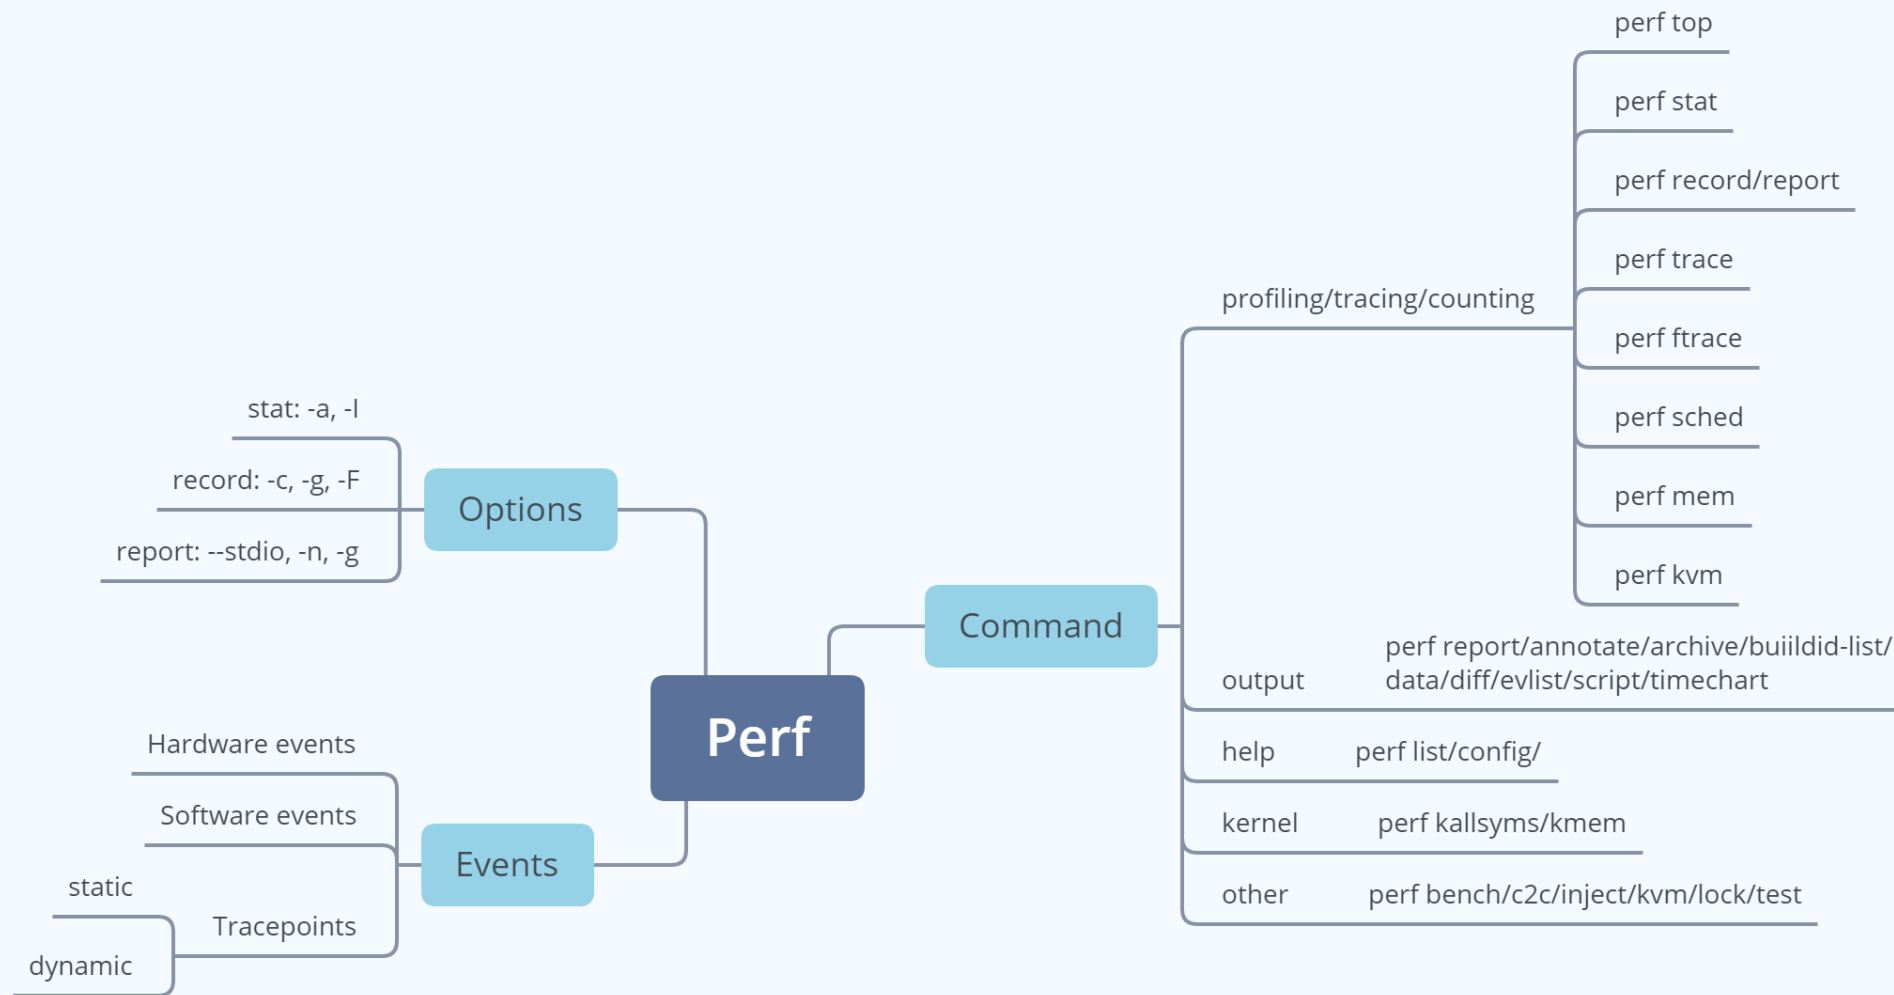 perf top
perf stat
perf record/report
perf trace
profiling/tracing/counting
perf ftrace
perf sched
perf mem
perf kvm
stat: -a, -I
record: -c, -g, -F
Options
report: --stdio, -n, -g
Command
perf report/annotate/archive/buiildid-list/
output data/diff/evlist/script/timechart
Perf
help perf list/config/
kernel perf kallsyms/kmem
other perf bench/c2c/inject/kvm/lock/test
Hardware events
Software events
Events
static
Tracepoints
dynamic